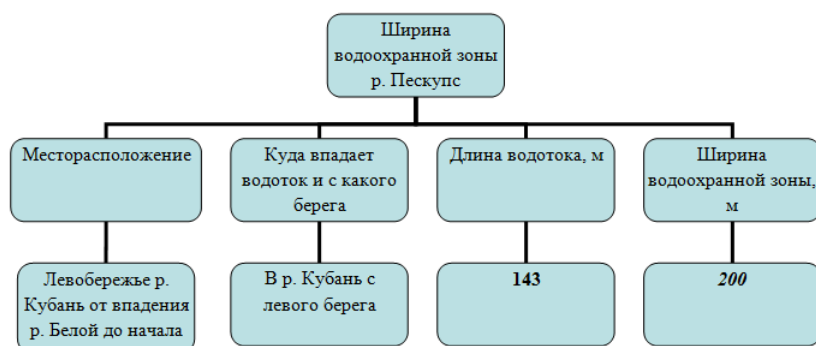 Ширина
водоохранной зоны
р. Пескупс
Месторасположение
Куда впадает
водоток и с какого
берега
Длина водотока, м
Ширина
водоохранной зоны,
м
Левобережье р.
Кубань от впадения
р. Белой до начала
В р. Кубань с
левого берега
143
200